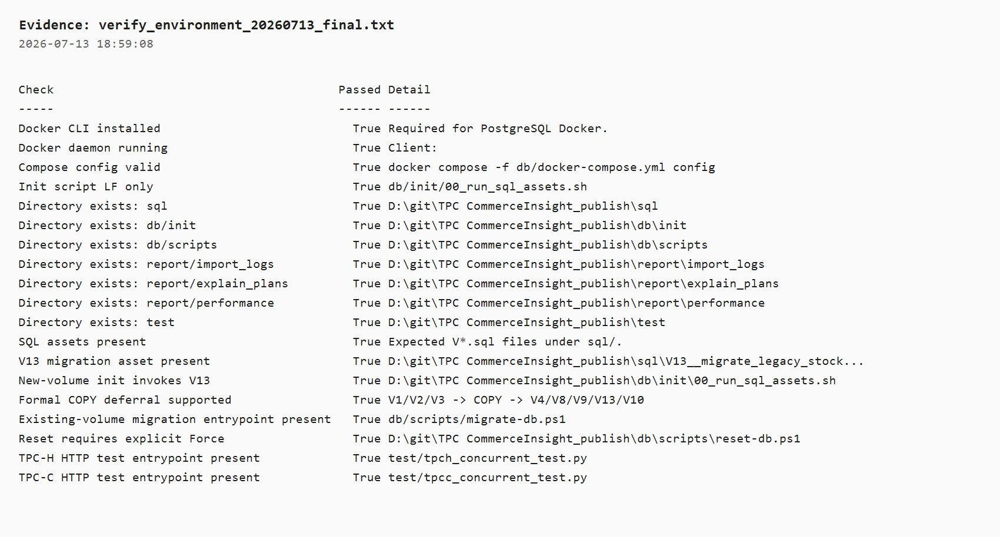 Evidence: verify_environment_20260713_final.txt
2026-07-13 18:59:08
Check                                        Passed Detail
-----                                        ------ ------
Docker CLI installed                           True Required for PostgreSQL Docker.
Docker daemon running                          True Client:
Compose config valid                           True docker compose -f db/docker-compose.yml config
Init script LF only                            True db/init/00_run_sql_assets.sh
Directory exists: sql                          True D:\git\TPC CommerceInsight_publish\sql
Directory exists: db/init                      True D:\git\TPC CommerceInsight_publish\db\init
Directory exists: db/scripts                   True D:\git\TPC CommerceInsight_publish\db\scripts
Directory exists: report/import_logs           True D:\git\TPC CommerceInsight_publish\report\import_logs
Directory exists: report/explain_plans         True D:\git\TPC CommerceInsight_publish\report\explain_plans
Directory exists: report/performance           True D:\git\TPC CommerceInsight_publish\report\performance
Directory exists: test                         True D:\git\TPC CommerceInsight_publish\test
SQL assets present                             True Expected V*.sql files under sql/.
V13 migration asset present                    True D:\git\TPC CommerceInsight_publish\sql\V13__migrate_legacy_stock...
New-volume init invokes V13                    True D:\git\TPC CommerceInsight_publish\db\init\00_run_sql_assets.sh
Formal COPY deferral supported                 True V1/V2/V3 -> COPY -> V4/V8/V9/V13/V10
Existing-volume migration entrypoint present   True db/scripts/migrate-db.ps1
Reset requires explicit Force                  True D:\git\TPC CommerceInsight_publish\db\scripts\reset-db.ps1
TPC-H HTTP test entrypoint present             True test/tpch_concurrent_test.py
TPC-C HTTP test entrypoint present             True test/tpcc_concurrent_test.py